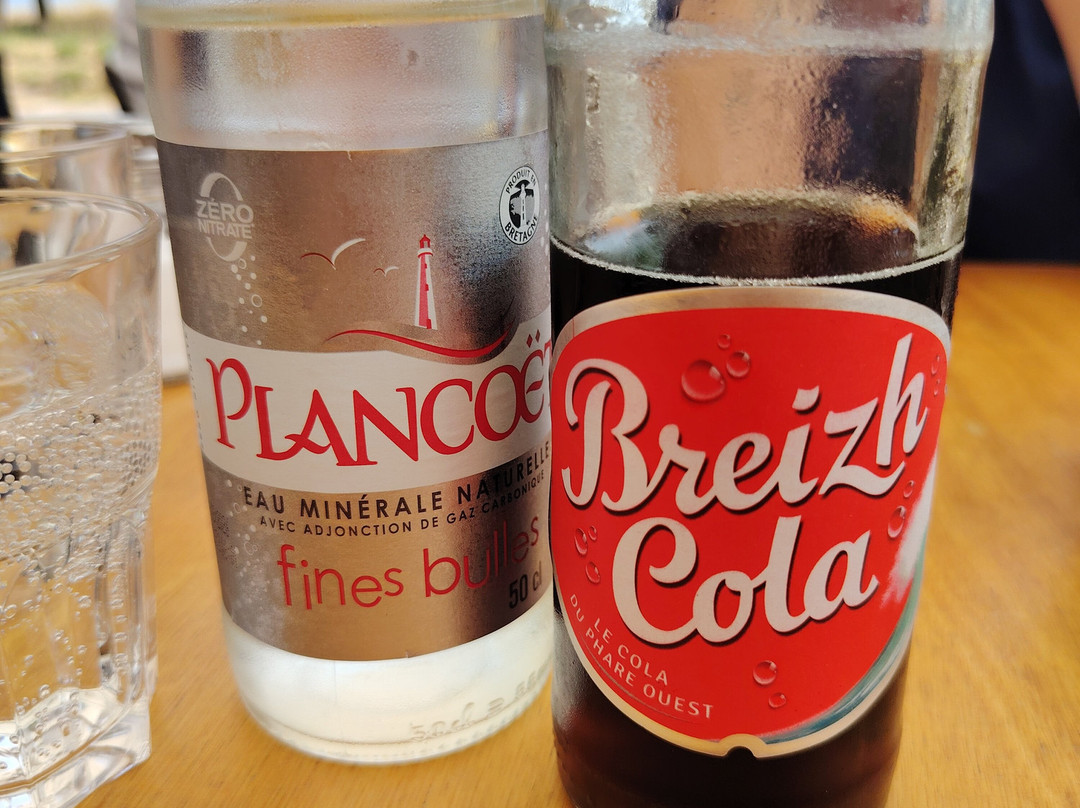 ZÉRO
NITRATE
PRODUIT EN
BRETAGNE
PLANCOËT
EAU MINÉRALE NATURELLE
AVEC ADJONCTION DE GAZ CARBONIQUE
fines bulles
50 cl
Breizh
Cola
LE COLA
DU PHARE OUEST